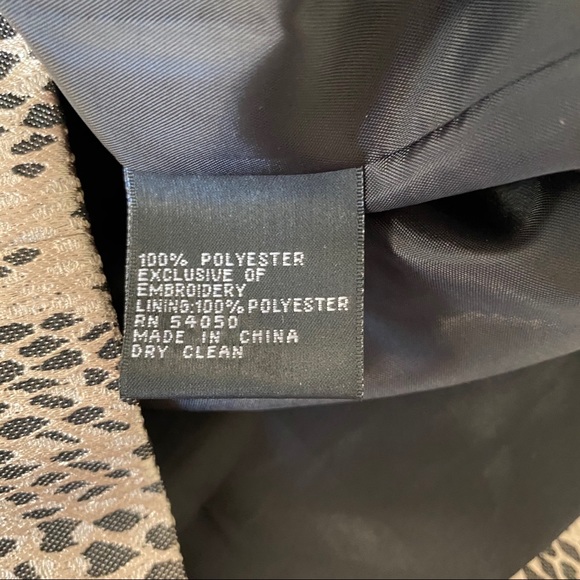 100% POLYESTER
EXCLUSIVE OF
EMBROIDERY
LINING:100% POLYESTER
RN 54050
MADE IN CHINA
DRY CLEAN